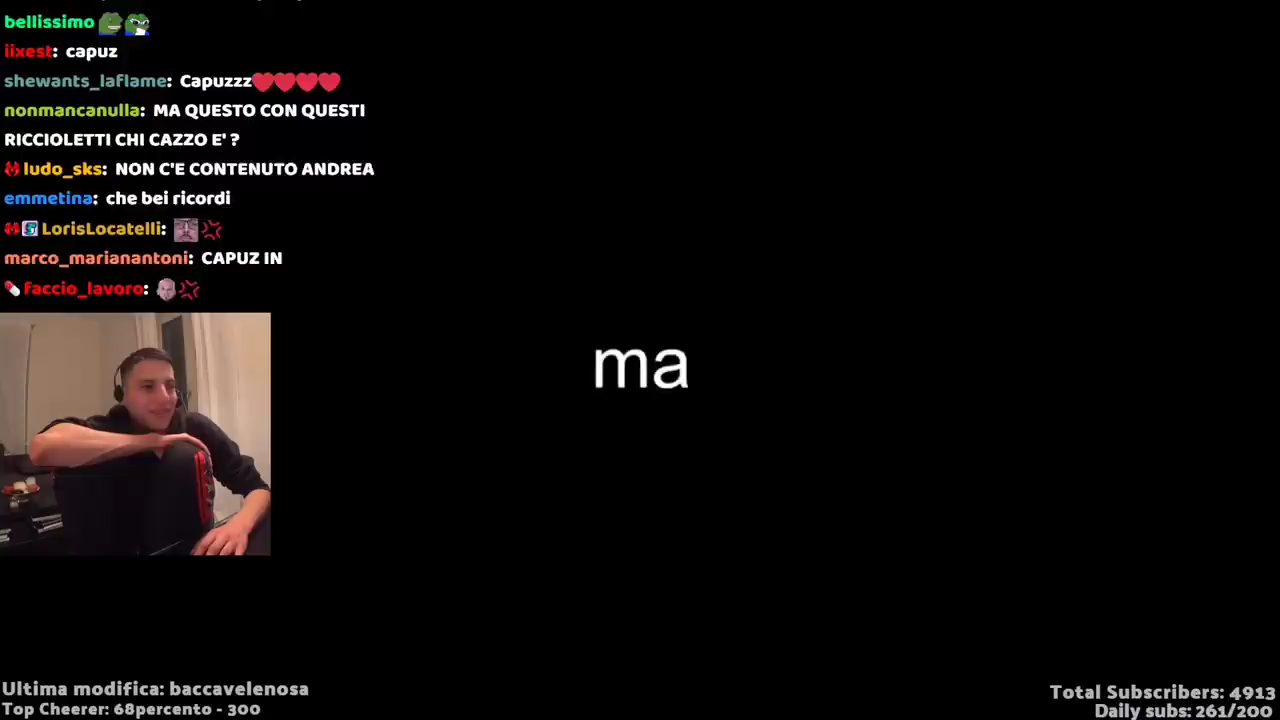 bellissimo
iixest: capuz
shewants_laflame: Capuzzz
nonmancanulla: MA QUESTO CON QUESTI
RICCIOLETTI CHI CAZZO E' ?
ludo_sks: NON C'E CONTENUTO ANDREA
emmetina: che bei ricordi
LorisLocatelli:
marco_marianantoni: CAPUZ IN
faccio_lavoro:
ma
Ultima modifica: baccavelenosa
Top Cheerer: 68percento - 300
Total Subscribers: 4913
Daily subs: 261/200